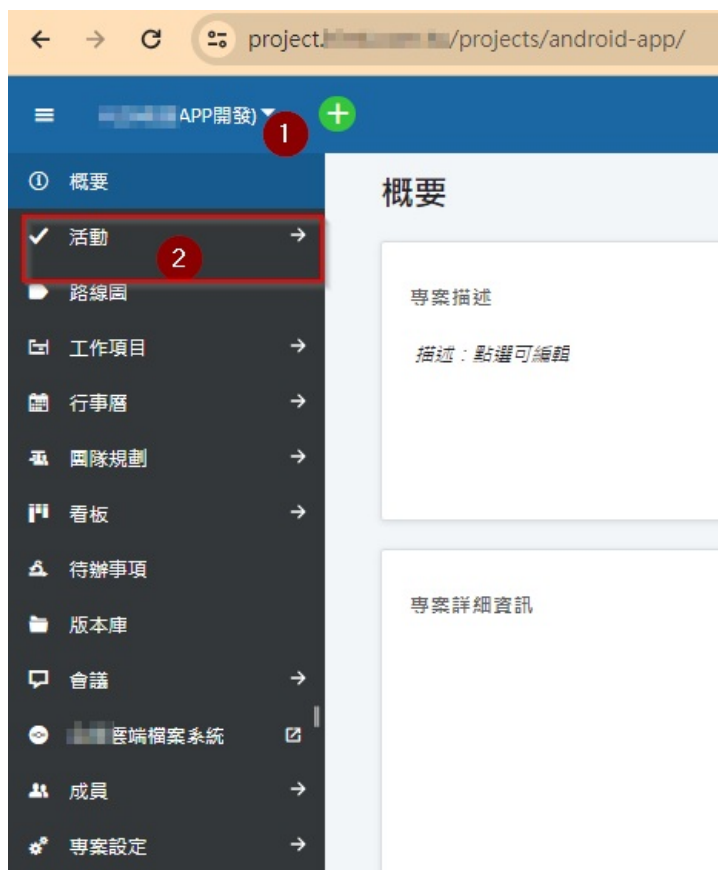 project. /projects/android-app/
APP開發)
1
概要
活動
2
路線圖
工作項目
行事曆
團隊規劃
看板
待辦事項
版本庫
會議
雲端檔案系統
成員
專案設定
概要
專案描述
描述：點選可編輯
專案詳細資訊